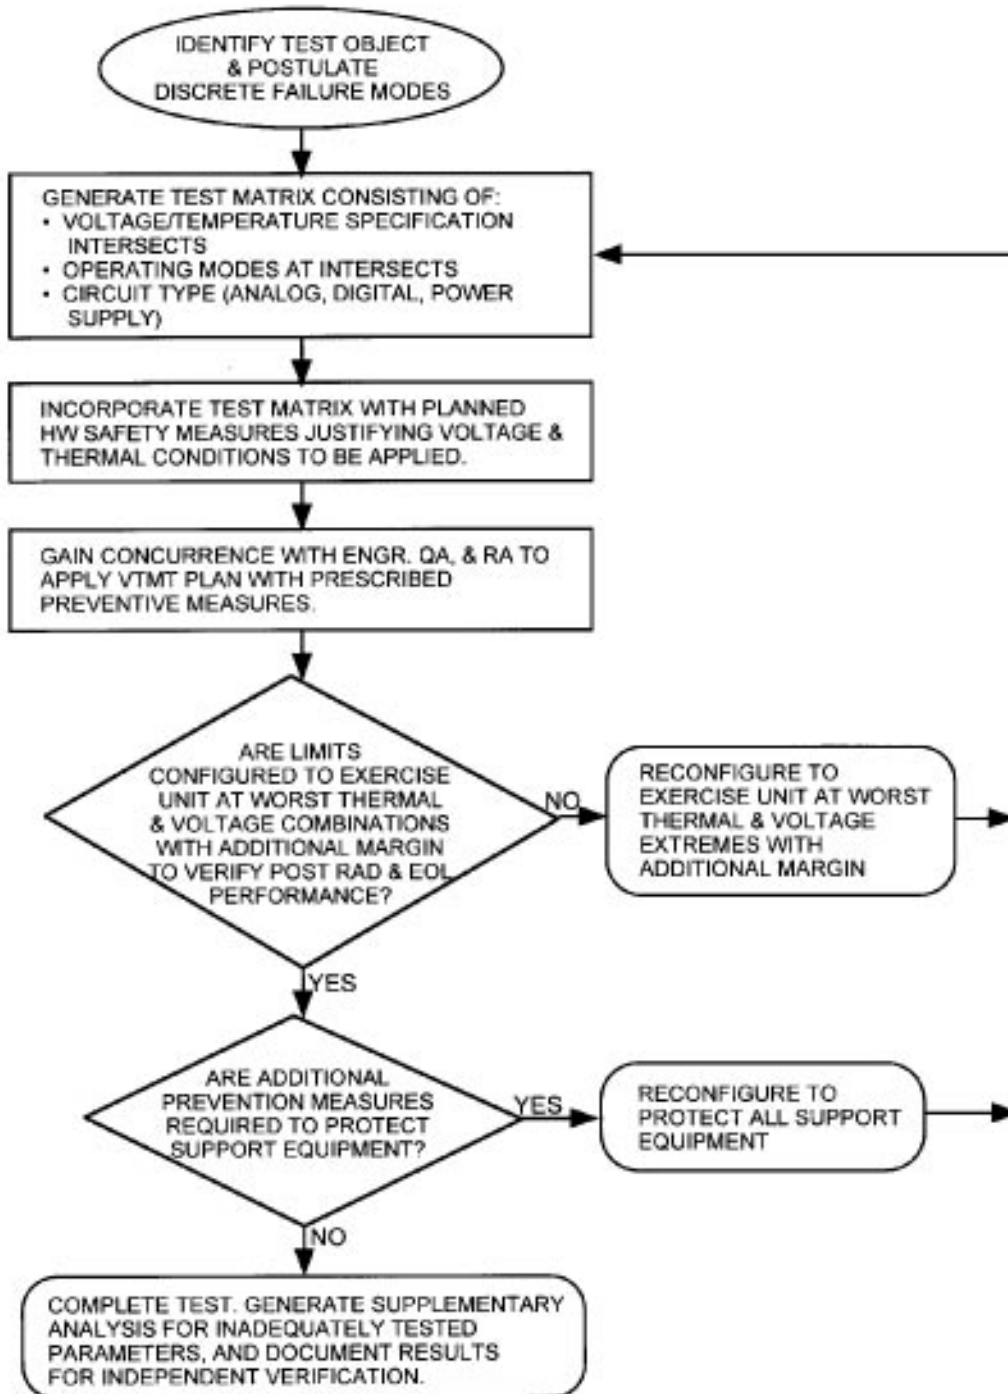 IDENTIFY TEST OBJECT
& POSTULATE
DISCRETE FAILURE MODES
GENERATE TEST MATRIX CONSISTING OF:
• VOLTAGE/TEMPERATURE SPECIFICATION
INTERSECTS
• OPERATING MODES AT INTERSECTS
• CIRCUIT TYPE (ANALOG, DIGITAL, POWER
SUPPLY)
INCORPORATE TEST MATRIX WITH PLANNED
HW SAFETY MEASURES JUSTIFYING VOLTAGE &
THERMAL CONDITIONS TO BE APPLIED.
GAIN CONCURRENCE WITH ENGR. QA, & RA TO
APPLY VTMT PLAN WITH PRESCRIBED
PREVENTIVE MEASURES.
ARE LIMITS
CONFIGURED TO EXERCISE
UNIT AT WORST THERMAL
& VOLTAGE COMBINATIONS
WITH ADDITIONAL MARGIN
TO VERIFY POST RAD & EOL
PERFORMANCE?
NO
RECONFIGURE TO
EXERCISE UNIT AT WORST
THERMAL & VOLTAGE
EXTREMES WITH
ADDITIONAL MARGIN
YES
ARE ADDITIONAL
PREVENTION MEASURES
REQUIRED TO PROTECT
SUPPORT EQUIPMENT?
YES
RECONFIGURE TO
PROTECT ALL SUPPORT
EQUIPMENT
NO
COMPLETE TEST. GENERATE SUPPLEMENTARY
ANALYSIS FOR INADEQUATELY TESTED
PARAMETERS, AND DOCUMENT RESULTS
FOR INDEPENDENT VERIFICATION.